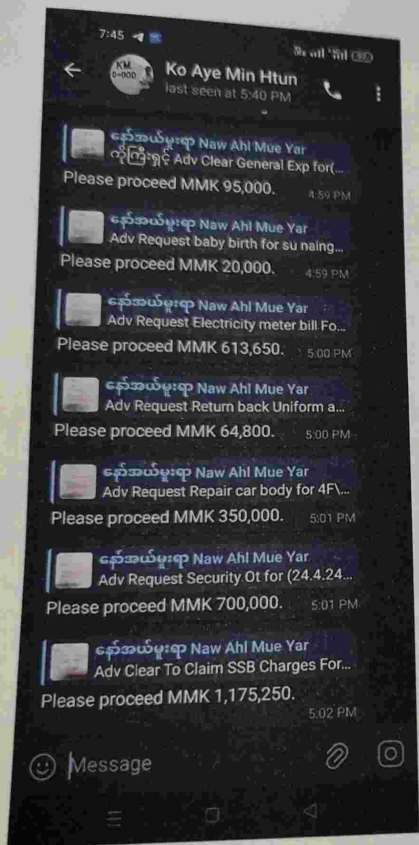 7:45
KM
0=000
Ko Aye Min Htun
last seen at 5:40 PM
နော်အယ်မူးရာ Naw Ahl Mue Yar
ကိုကြီးရှင့် Adv Clear General Exp for(...
Please proceed MMK 95,000.
4:59 PM
နော်အယ်မူးရာ Naw Ahl Mue Yar
Adv Request baby birth for su naing...
Please proceed MMK 20,000.
4:59 PM
နော်အယ်မူးရာ Naw Ahl Mue Yar
Adv Request Electricity meter bill Fo...
Please proceed MMK 613,650.
5:00 PM
နော်အယ်မူးရာ Naw Ahl Mue Yar
Adv Request Return back Uniform a...
Please proceed MMK 64,800.
5:00 PM
နော်အယ်မူးရာ Naw Ahl Mue Yar
Adv Request Repair car body for 4F\...
Please proceed MMK 350,000.
5:01 PM
နော်အယ်မူးရာ Naw Ahl Mue Yar
Adv Request Security Ot for (24.4.24...
Please proceed MMK 700,000.
5:01 PM
နော်အယ်မူးရာ Naw Ahl Mue Yar
Adv Clear To Claim SSB Charges For...
Please proceed MMK 1,175,250.
5:02 PM
Message